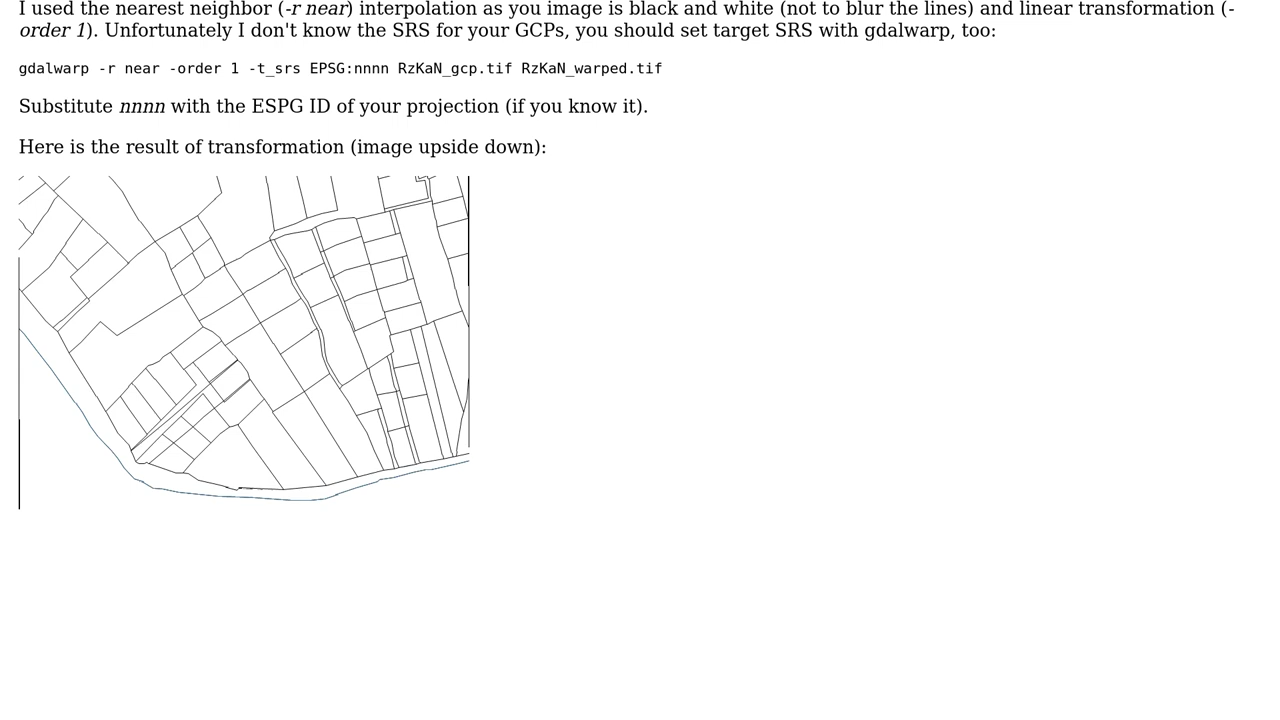 I used the nearest neighbor (-r near) interpolation as you image is black and white (not to blur the lines) and linear transformation (-
order 1). Unfortunately I don't know the SRS for your GCPs, you should set target SRS with gdalwarp, too:
gdalwarp -r near -order 1 -t_srs EPSG:nnnn RzKaN_gcp.tif RzKaN_warped.tif
Substitute nnnn with the ESPG ID of your projection (if you know it).
Here is the result of transformation (image upside down):